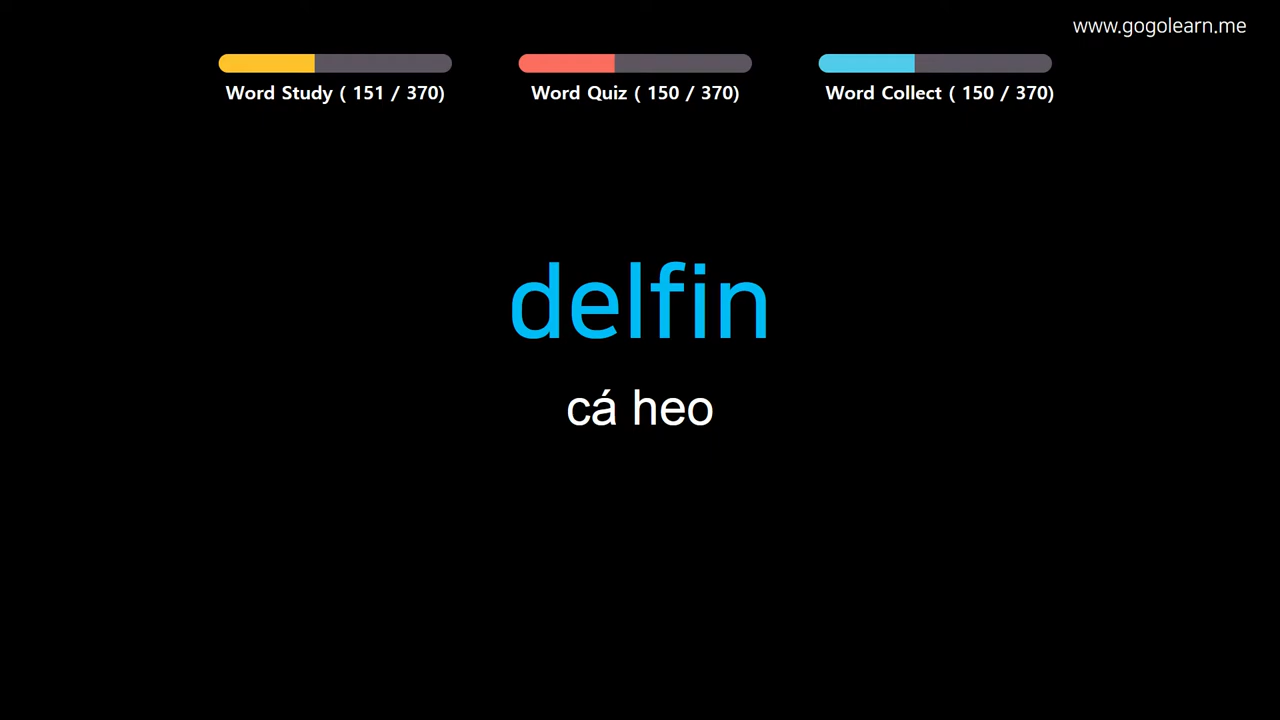 www.gogolearn.me
Word Study ( 151 / 370)
Word Quiz ( 150 / 370)
Word Collect ( 150 / 370)
delfin
cá heo